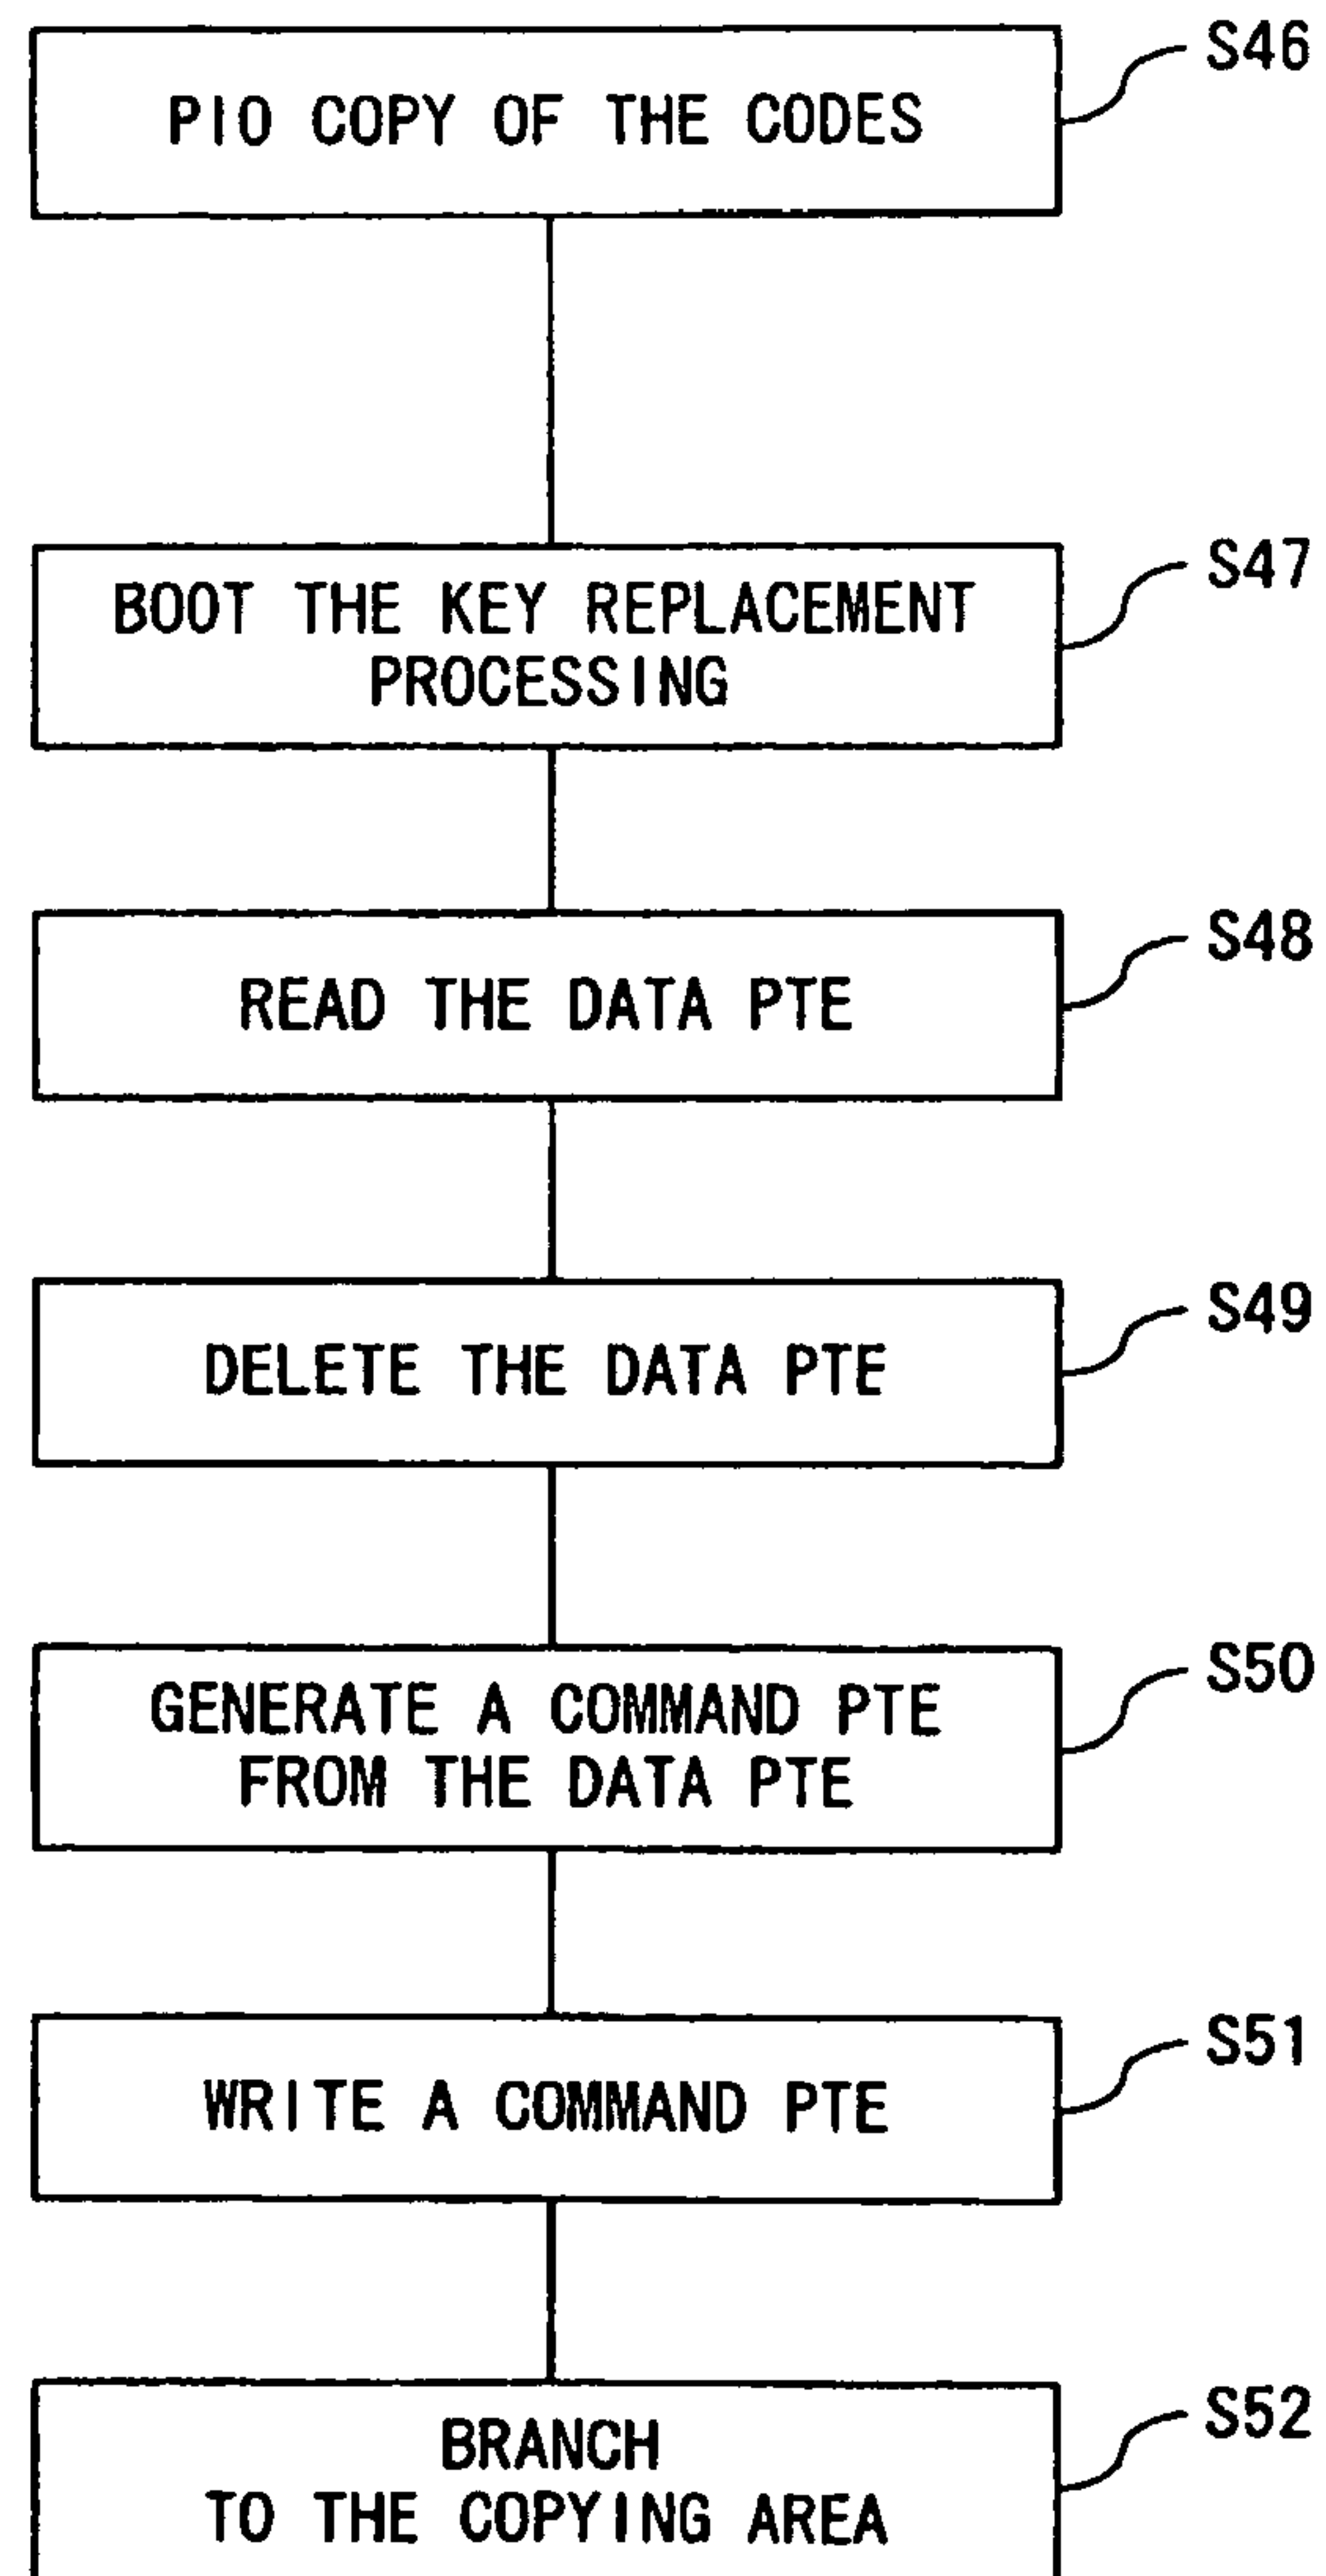 S46
PIO COPY OF THE CODES
S47
BOOT THE KEY REPLACEMENT
PROCESSING
S48
READ THE DATA PTE
S49
DELETE THE DATA PTE
S50
GENERATE A COMMAND PTE
FROM THE DATA PTE
S51
WRITE A COMMAND PTE
S52
BRANCH
TO THE COPYING AREA